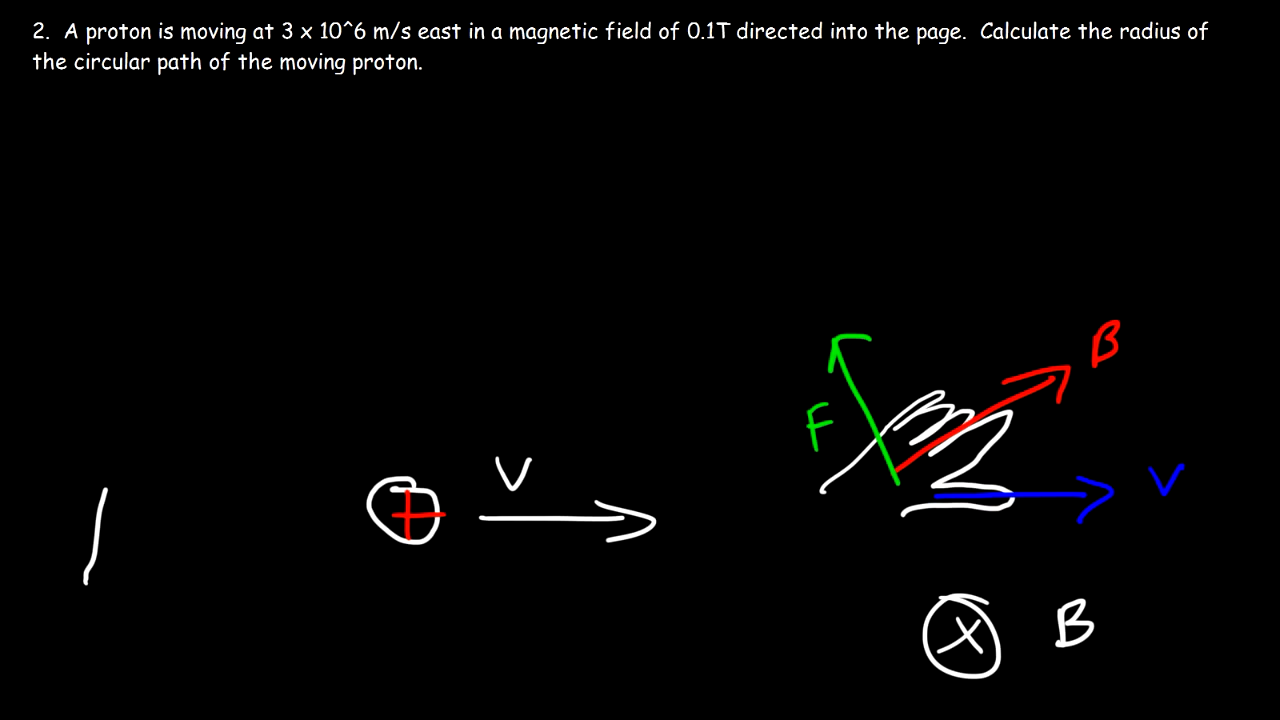 2. A proton is moving at 3 x 10^6 m/s east in a magnetic field of 0.1T directed into the page. Calculate the radius of
the circular path of the moving proton.
B
F
V
V
+
X B